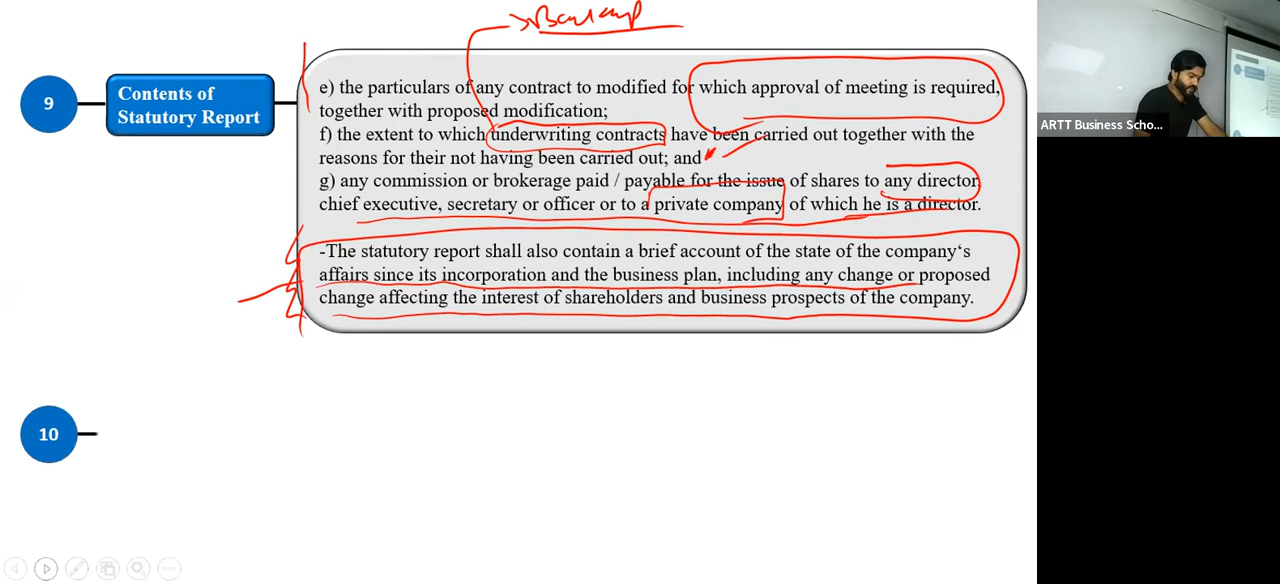 9
Contents of
Statutory Report
e) the particulars of any contract to modified for which approval of meeting is required,
together with proposed modification;
f) the extent to which underwriting contracts have been carried out together with the
reasons for their not having been carried out; and
g) any commission or brokerage paid / payable for the issue of shares to any director,
chief executive, secretary or officer or to a private company of which he is a director.
-The statutory report shall also contain a brief account of the state of the company‘s
affairs since its incorporation and the business plan, including any change or proposed
change affecting the interest of shareholders and business prospects of the company.
10
ARTT Business Scho...